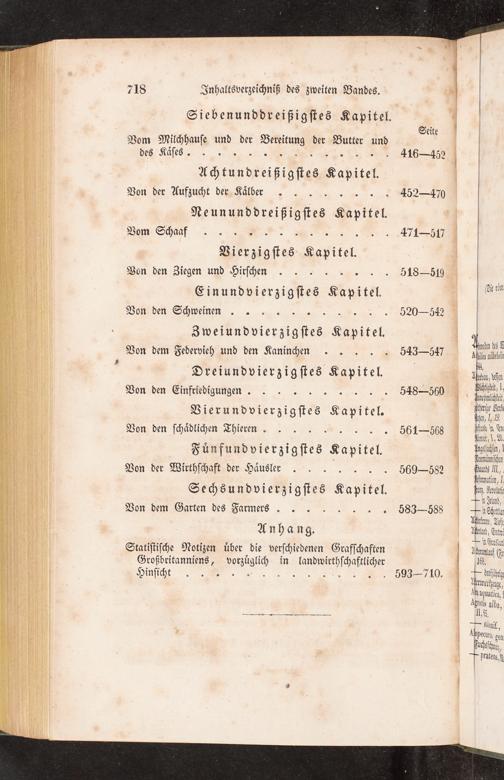 718 Inhaltsverzeichniß des zweiten Bandes.
Siebenunddreißigstes Kapitel.
Seite
Vom Milchhause und der Bereitung der Butter und
des Käses . . . . . . . . . . . . . . 416—452
Achtunddreißigstes Kapitel.
Von der Aufzucht der Kälber . . . . . . . . 452—470
Neununddreißigstes Kapitel.
Vom Schaaf . . . . . . . . . . . . . 471—517
Vierzigstes Kapitel.
Von den Ziegen und Hirschen . . . . . . . . 518—519
Einundvierzigstes Kapitel.
Von den Schweinen . . . . . . . . . . . 520—542
Zweiundvierzigstes Kapitel.
Von dem Federvieh und den Kaninchen . . . . . 543—547
Dreiundvierzigstes Kapitel.
Von den Einfriedigungen . . . . . . . . . . 548—560
Vierundvierzigstes Kapitel.
Von den schädlichen Thieren . . . . . . . . . 561—568
Fünfundvierzigstes Kapitel.
Von der Wirthschaft der Häusler . . . . . . . 569—582
Sechsundvierzigstes Kapitel.
Von dem Garten des Farmers . . . . . . . . 583—588
Anhang.
Statistische Notizen über die verschiedenen Grafschaften
Großbritanniens, vorzüglich in landwirthschaftlicher
Hinsicht . . . . . . . . . . . . . . 593—710.